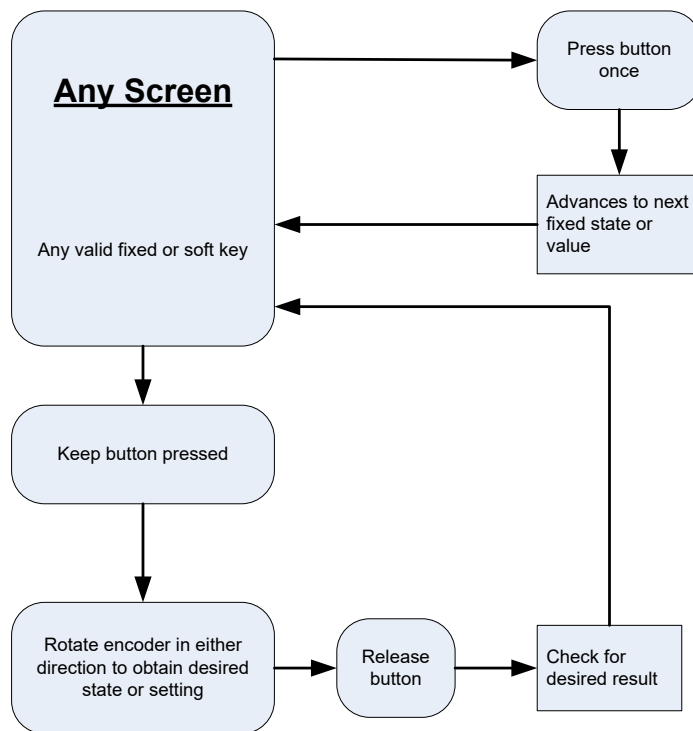 Any Screen
Any valid fixed or soft key
Press button
once
Advances to next
fixed state or
value
Keep button pressed
Rotate encoder in either
direction to obtain desired
state or setting
Release
button
Check for
desired result